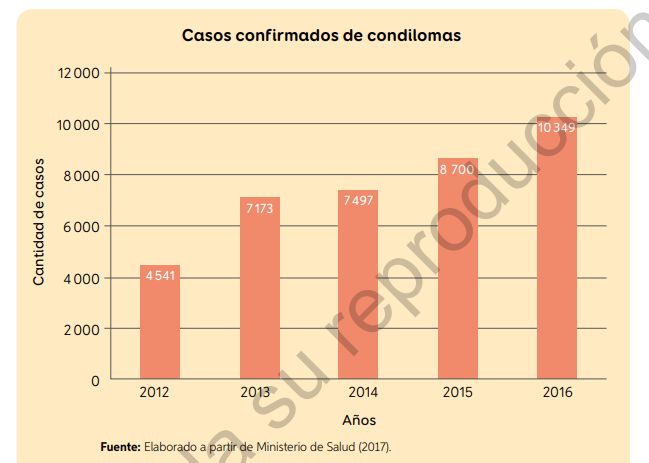 Casos confirmados de condilomas
12 000
10 000
8 000
6 000
4 000
2 000
0
Cantidad de casos
4 541
7 173
7 497
8 700
10 349
2012 2013 2014 2015 2016
Años
Fuente: Elaborado a partir de Ministerio de Salud (2017).
la su reproducción